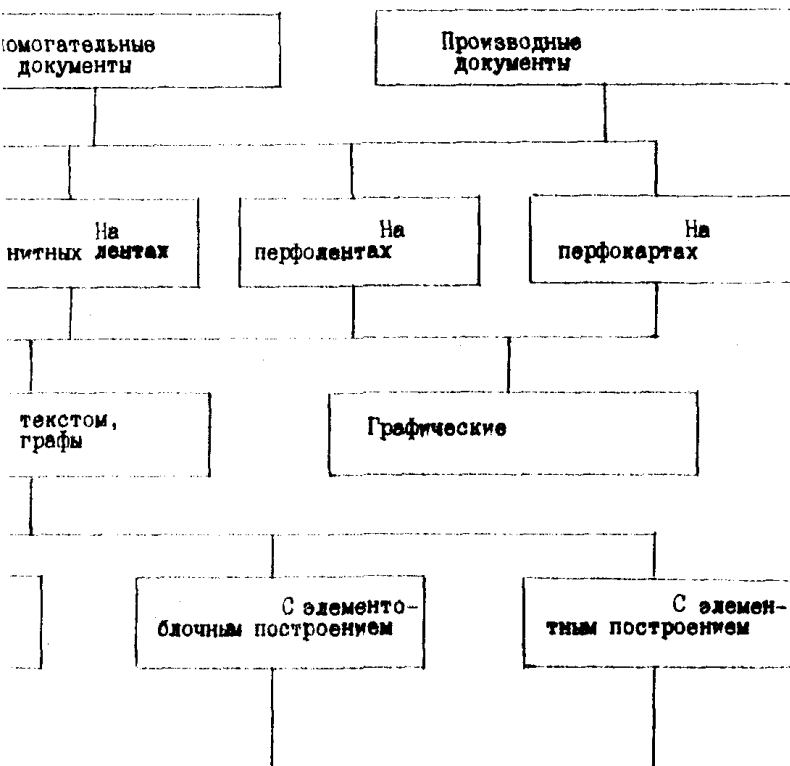 помогательные
документы
Производные
документы
На
нитных лентах
На
перфолентах
На
перфокартах
текстом,
графы
Графические
С элементо-
блочным построением
С элемен-
тным построением